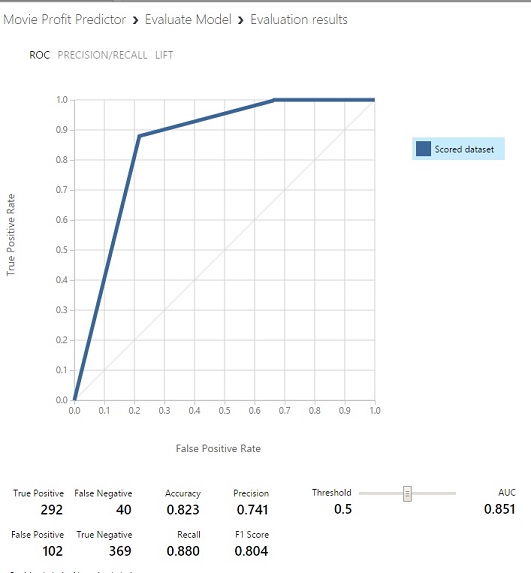 Movie Profit Predictor › Evaluate Model › Evaluation results
ROC PRECISION/RECALL LIFT
1.0
0.9
0.8
0.7
0.6
0.5
0.4
0.3
0.2
0.1
0.0
True Positive Rate
0.0 0.1 0.2 0.3 0.4 0.5 0.6 0.7 0.8 0.9 1.0
False Positive Rate
Scored dataset
True Positive False Negative Accuracy Precision Threshold AUC
292 40 0.823 0.741 0.5 0.851
False Positive True Negative Recall F1 Score
102 369 0.880 0.804